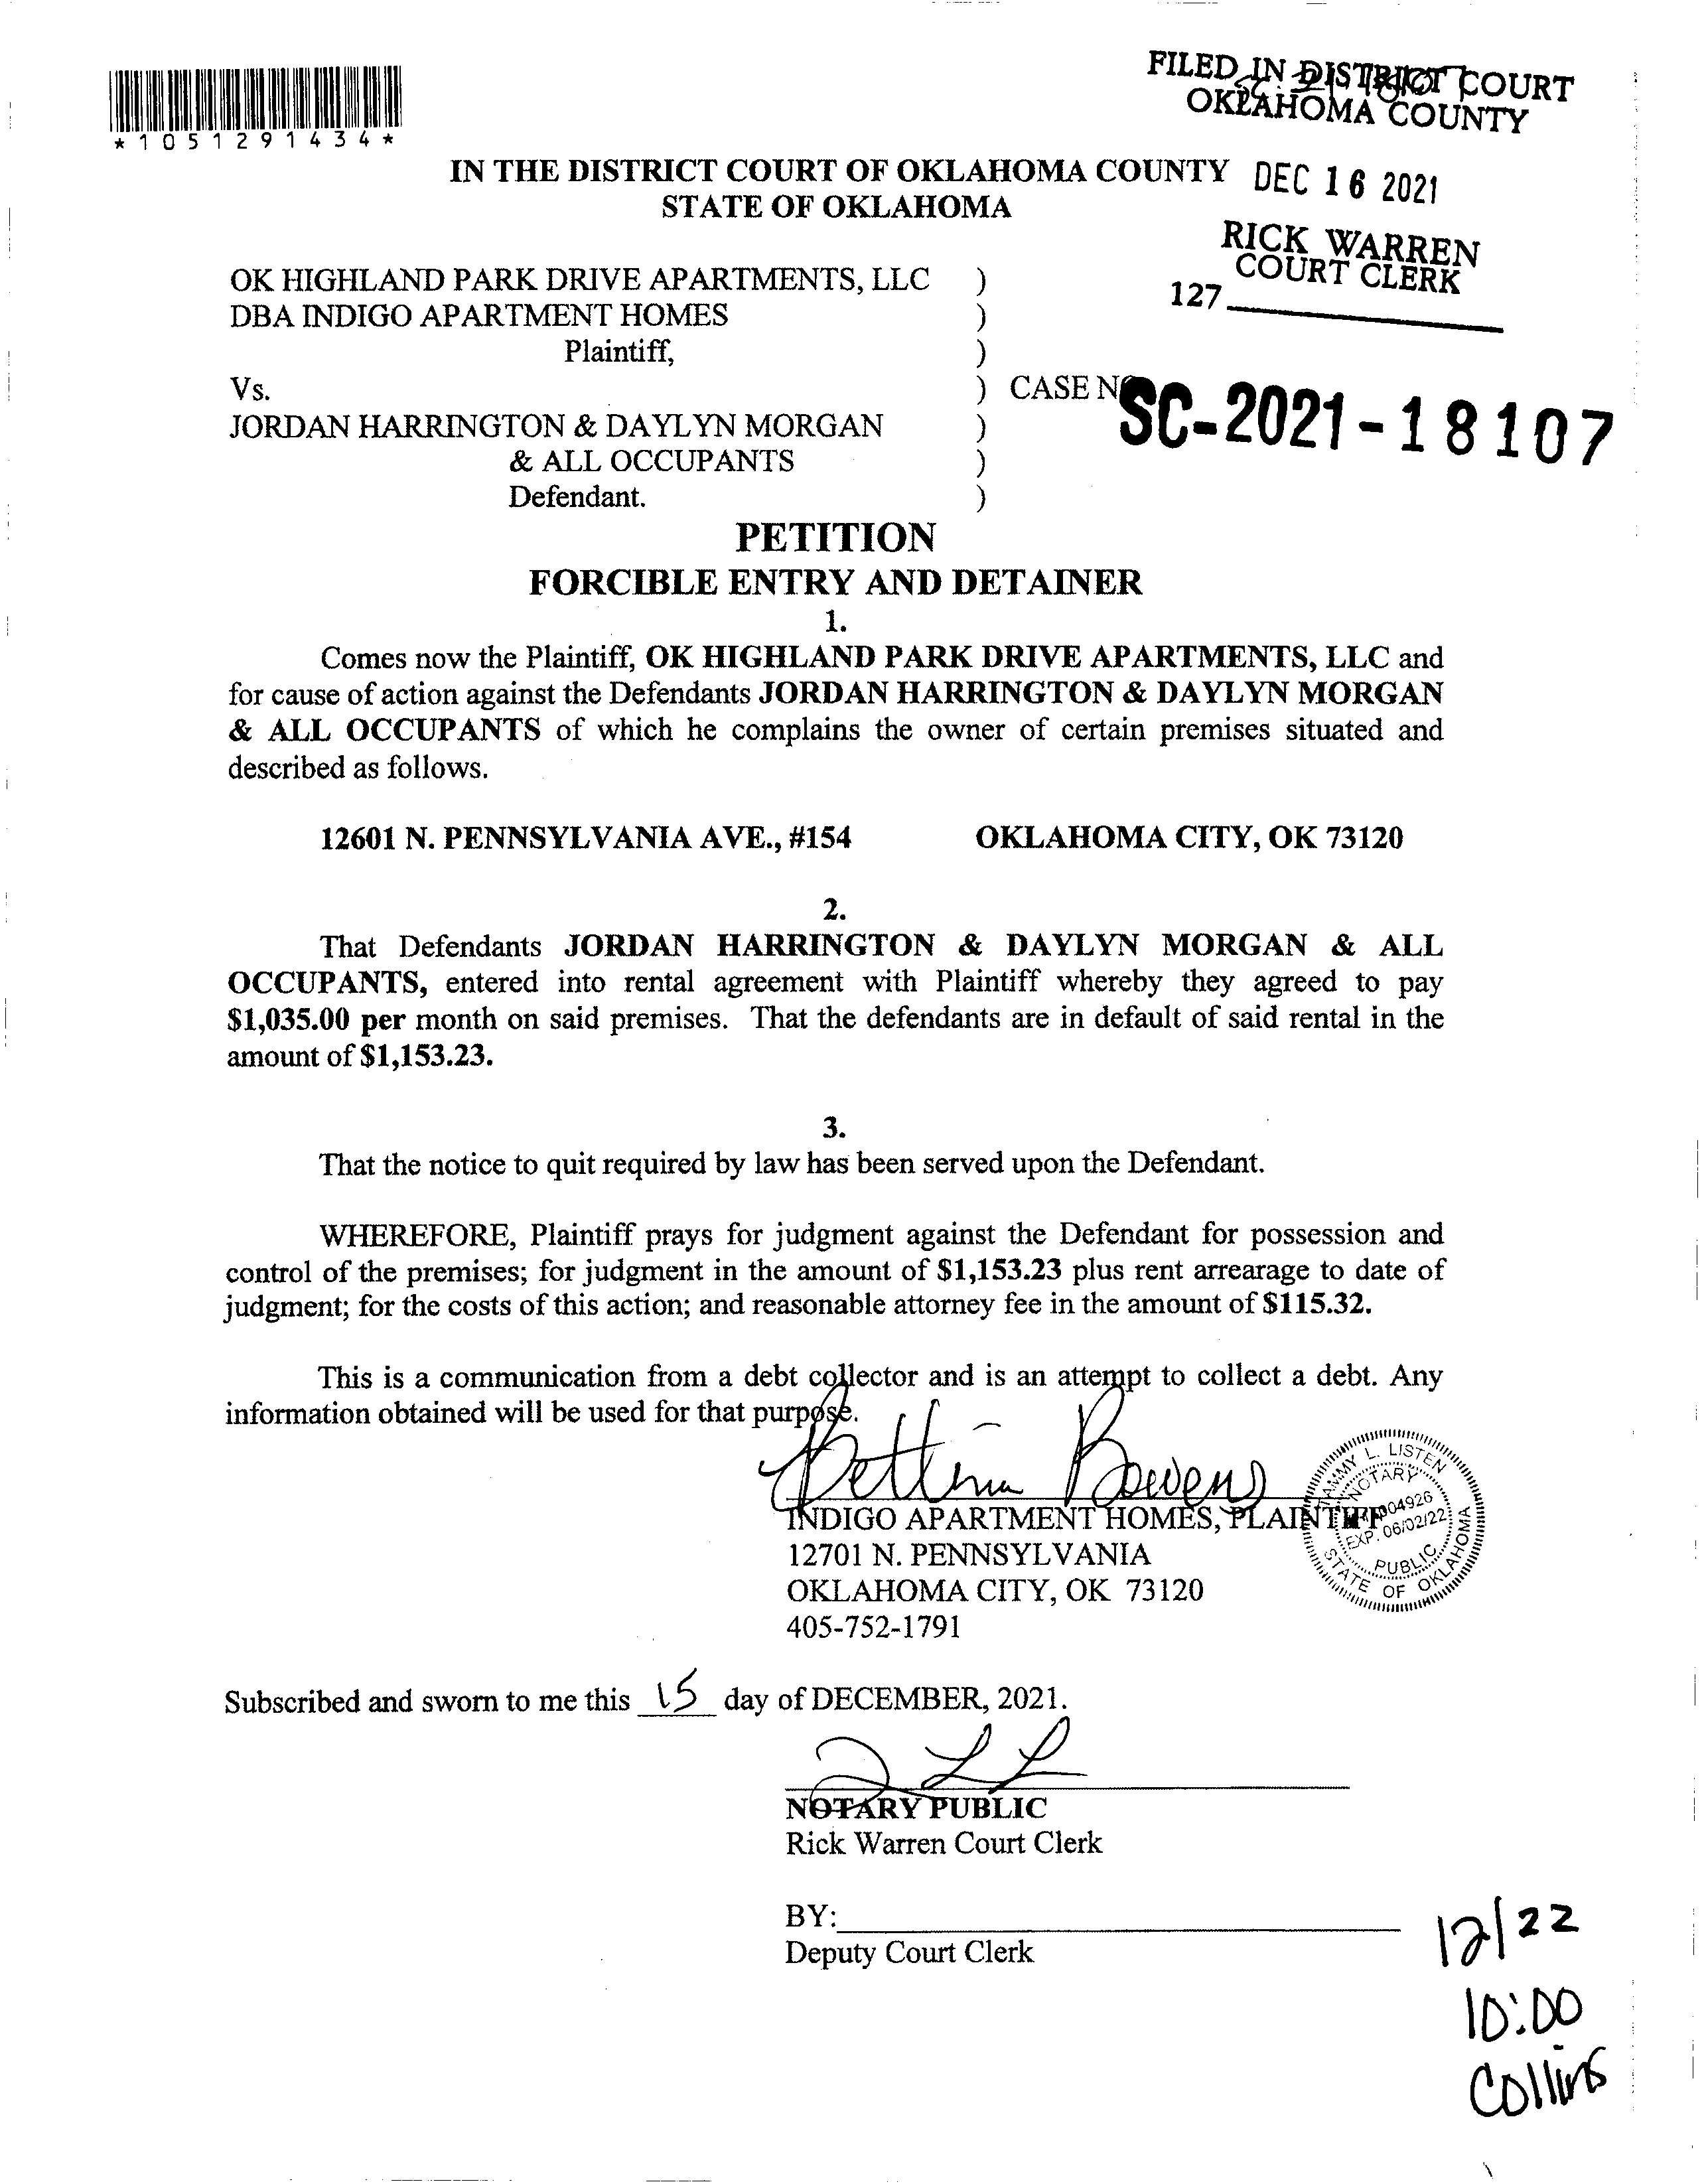 FILED IN DISTRICT COURT
OKLAHOMA COUNTY
*1051291434*
IN THE DISTRICT COURT OF OKLAHOMA COUNTY
STATE OF OKLAHOMA
DEC 16 2021
RICK WARREN
COURT CLERK
127
OK HIGHLAND PARK DRIVE APARTMENTS, LLC )
DBA INDIGO APARTMENT HOMES )
Plaintiff, )
Vs. ) CASE NO
SC-2021-18107
JORDAN HARRINGTON & DAYLYN MORGAN )
& ALL OCCUPANTS )
Defendant. )
PETITION
FORCIBLE ENTRY AND DETAINER
1.
Comes now the Plaintiff, OK HIGHLAND PARK DRIVE APARTMENTS, LLC and
for cause of action against the Defendants JORDAN HARRINGTON & DAYLYN MORGAN
& ALL OCCUPANTS of which he complains the owner of certain premises situated and
described as follows.
12601 N. PENNSYLVANIA AVE., #154 OKLAHOMA CITY, OK 73120
2.
That Defendants JORDAN HARRINGTON & DAYLYN MORGAN & ALL
OCCUPANTS, entered into rental agreement with Plaintiff whereby they agreed to pay
$1,035.00 per month on said premises. That the defendants are in default of said rental in the
amount of $1,153.23.
3.
That the notice to quit required by law has been served upon the Defendant.
WHEREFORE, Plaintiff prays for judgment against the Defendant for possession and
control of the premises; for judgment in the amount of $1,153.23 plus rent arrearage to date of
judgment; for the costs of this action; and reasonable attorney fee in the amount of $115.32.
This is a communication from a debt collector and is an attempt to collect a debt. Any
information obtained will be used for that purpose.
Bettina Bowens
INDIGO APARTMENT HOMES, PLAINTIFF
12701 N. PENNSYLVANIA
OKLAHOMA CITY, OK 73120
405-752-1791
TAMMY L. LISTEN
NOTARY
EXP. 06/02/22
PUBLIC
STATE OF OKLAHOMA
Subscribed and sworn to me this 15 day of DECEMBER, 2021.
NOTARY PUBLIC
Rick Warren Court Clerk
BY:
Deputy Court Clerk
12/22
10:00
Collins